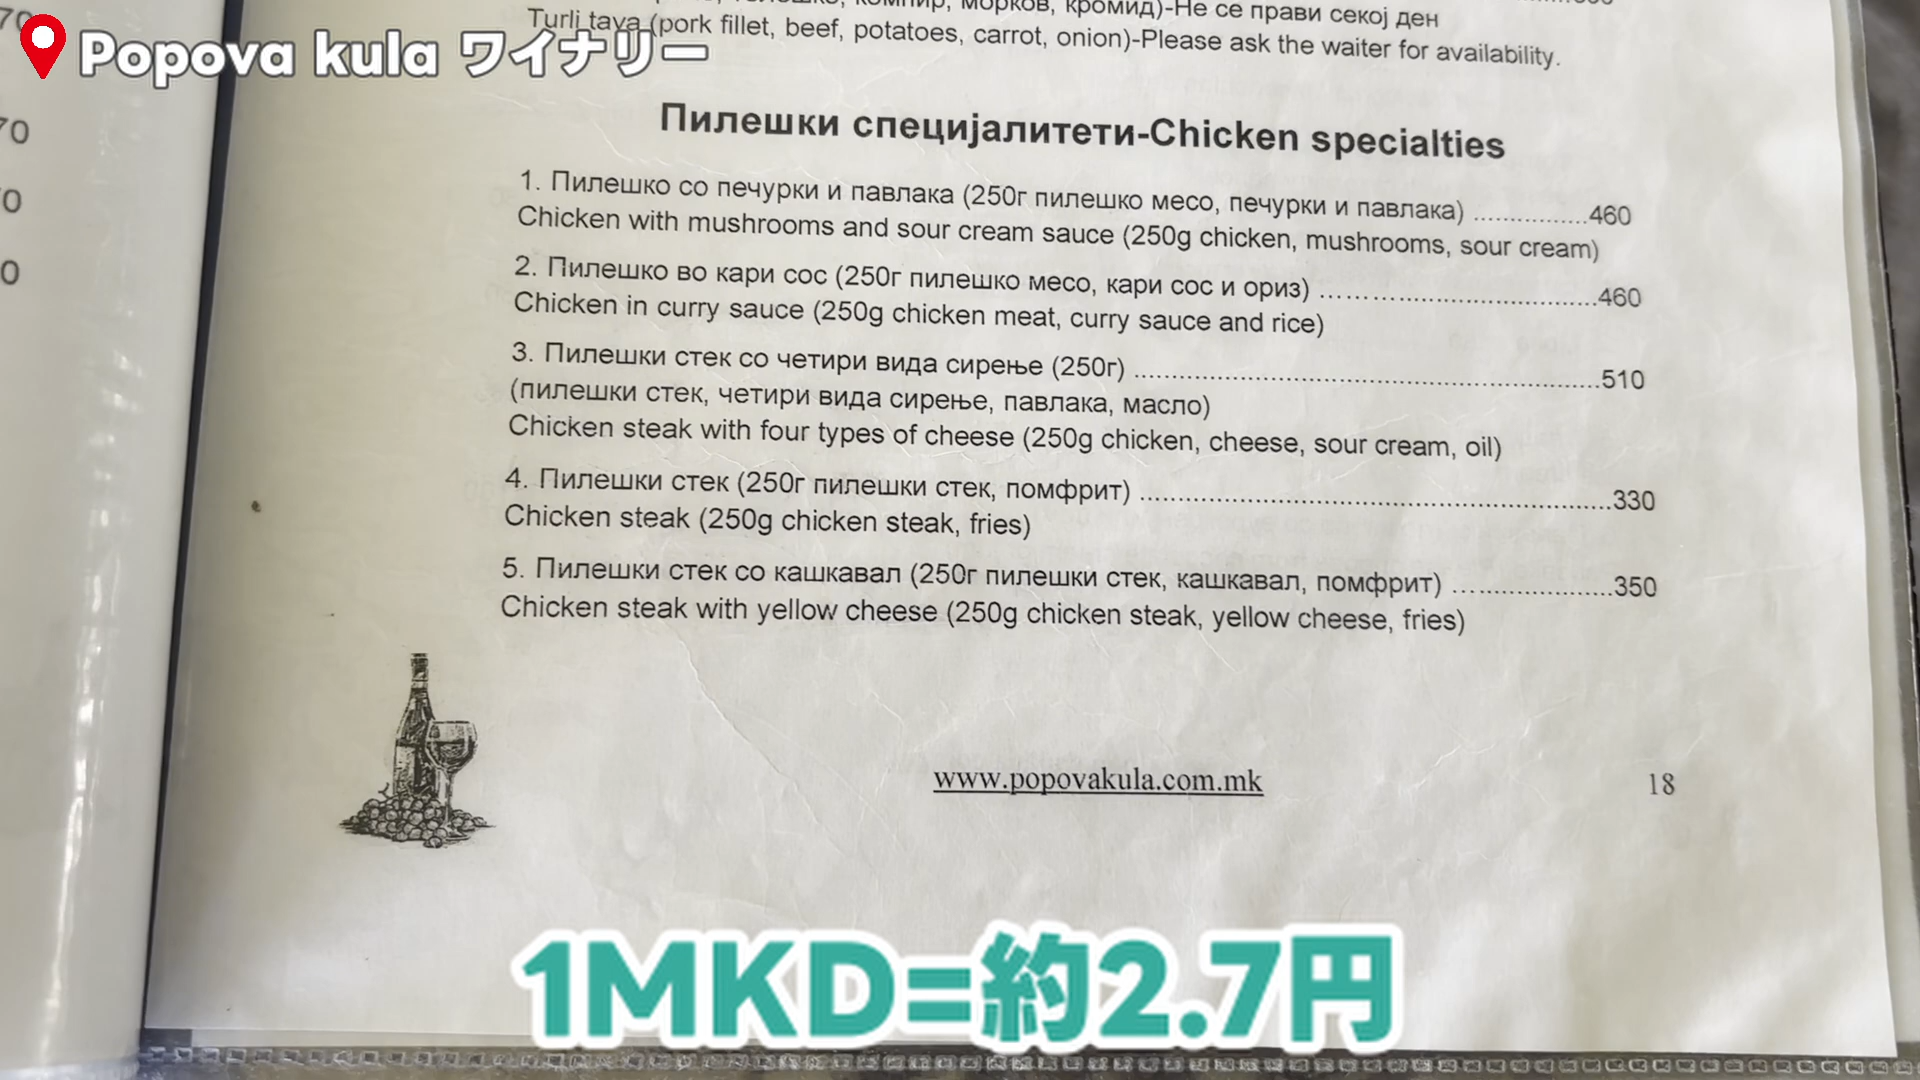 Popova kula ワイナリー
морков, кромид)-Не се прави секој ден
Turli tava (pork fillet, beef, potatoes, carrot, onion)-Please ask the waiter for availability.
Пилешки специјалитети-Chicken specialties
1. Пилешко со печурки и павлака (250г пилешко месо, печурки и павлака) ................460
Chicken with mushrooms and sour cream sauce (250g chicken, mushrooms, sour cream)
2. Пилешко во кари сос (250г пилешко месо, кари сос и ориз) ...................................460
Chicken in curry sauce (250g chicken meat, curry sauce and rice)
3. Пилешки стек со четири вида сирење (250г) ..........................................................510
(пилешки стек, четири вида сирење, павлака, масло)
Chicken steak with four types of cheese (250g chicken, cheese, sour cream, oil)
4. Пилешки стек (250г пилешки стек, помфрит) ..........................................................330
Chicken steak (250g chicken steak, fries)
5. Пилешки стек со кашкавал (250г пилешки стек, кашкавал, помфрит) ....................350
Chicken steak with yellow cheese (250g chicken steak, yellow cheese, fries)
www.popovakula.com.mk
18
1MKD=約2.7円